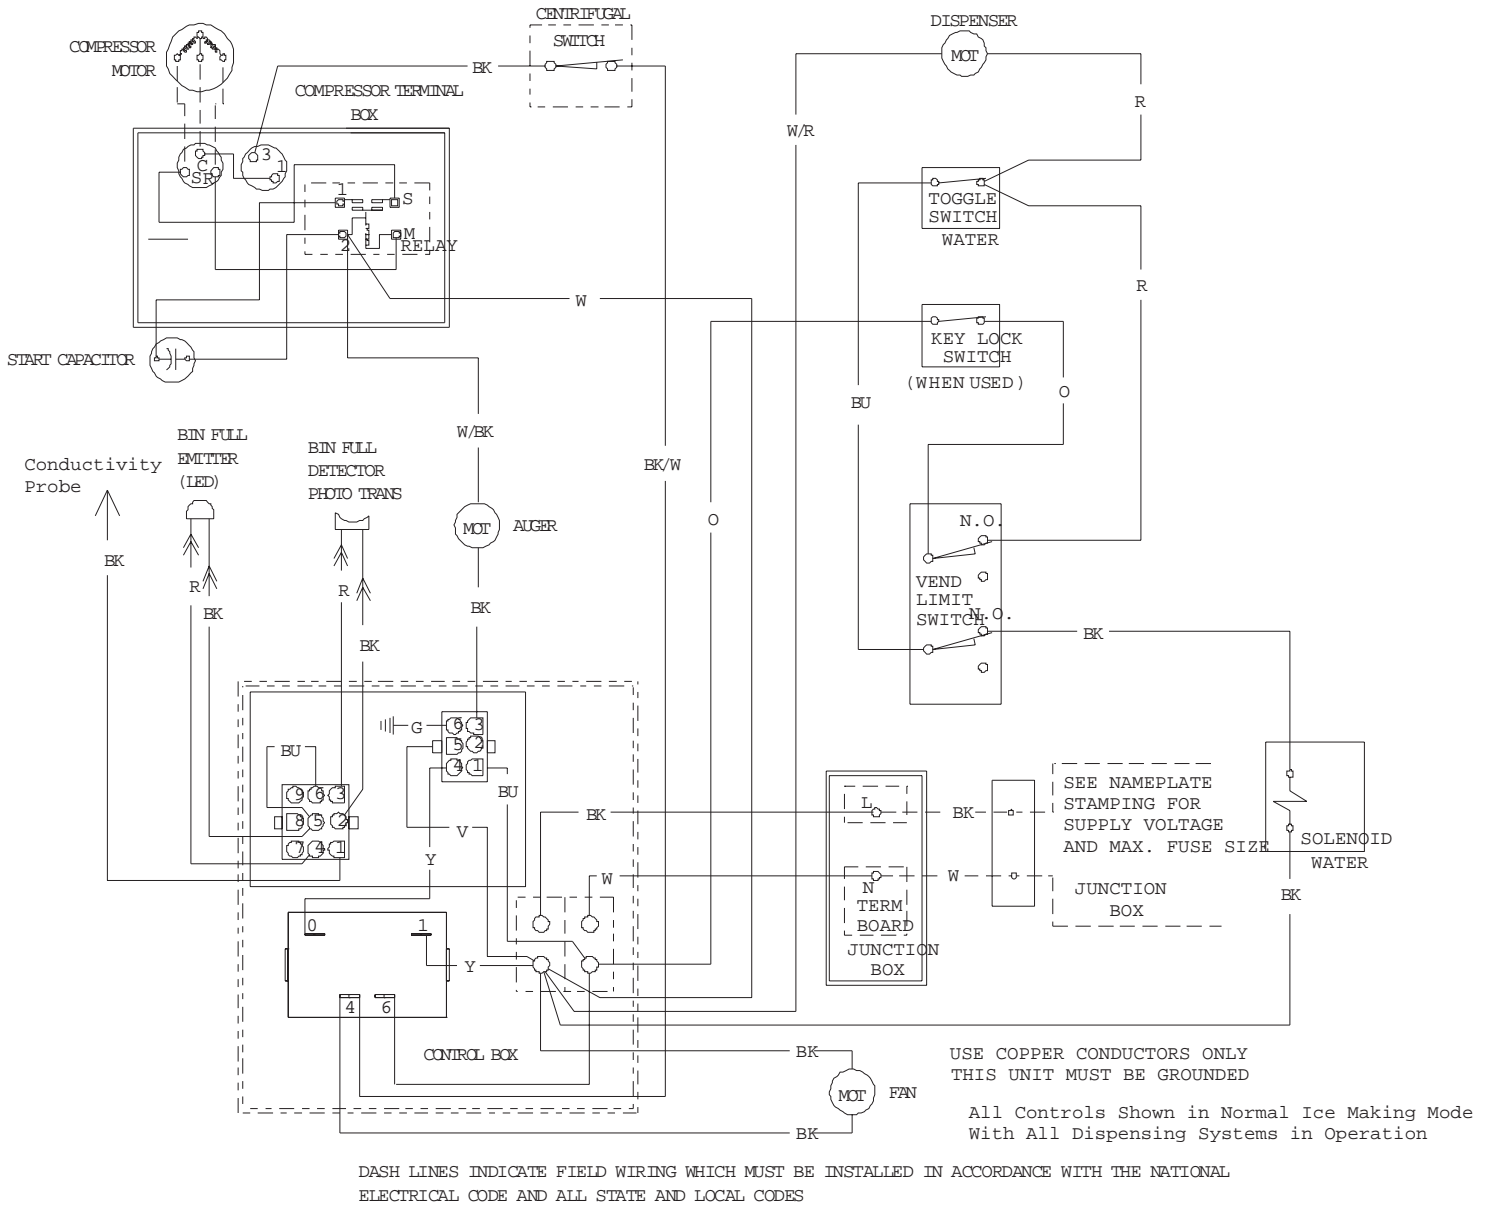 CENTRIFUGAL
SWITCH
DISPENSER
MOT
COMPRESSOR
MOTOR
BK
COMPRESSOR TERMINAL
BOX
R
W/R
3
1
C
S R
1
S
TOGGLE
SWITCH
WATER
M
2
RELAY
R
W
KEY LOCK
SWITCH
(WHEN USED)
START CAPACITOR
O
BU
W/BK
BIN FULL
EMITTER
(LED)
BIN FULL
DETECTOR
PHOTO TRANS
Conductivity
Probe
BK/W
O
MOT
AUGER
N.O.
BK
R
BK
R
BK
BK
VEND
LIMIT
SWITCH
N.O.
BK
G
6 3
5 2
4 1
BU
BU
9 6 3
8 5 2
7 4 1
V
Y
BK
L
BK
SEE NAMEPLATE
STAMPING FOR
SUPPLY VOLTAGE
AND MAX. FUSE SIZE
SOLENOID
WATER
W
N
TERM
BOARD
W
JUNCTION
BOX
BK
JUNCTION
BOX
0
1
Y
4
6
CONTROL BOX
BK
MOT
FAN
BK
USE COPPER CONDUCTORS ONLY
THIS UNIT MUST BE GROUNDED
All Controls Shown in Normal Ice Making Mode
With All Dispensing Systems in Operation
DASH LINES INDICATE FIELD WIRING WHICH MUST BE INSTALLED IN ACCORDANCE WITH THE NATIONAL
ELECTRICAL CODE AND ALL STATE AND LOCAL CODES